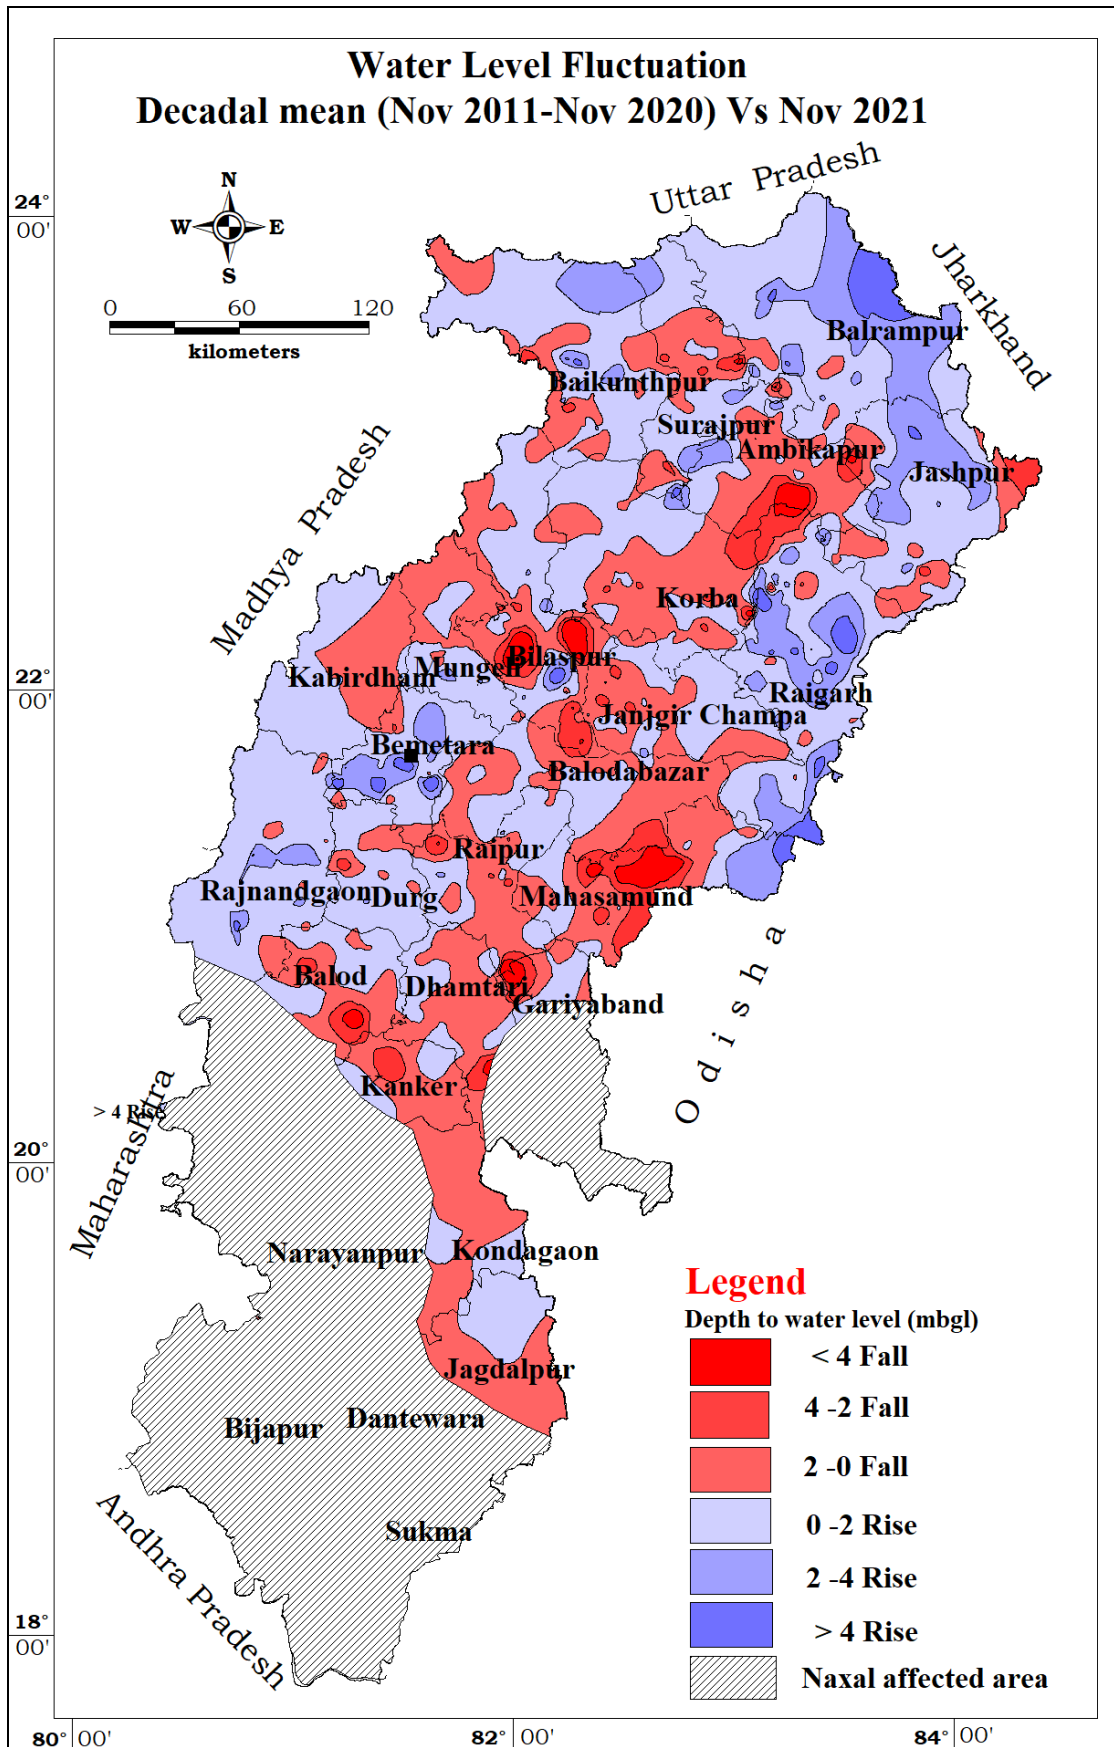 Water Level Fluctuation
Decadal mean (Nov 2011-Nov 2020) Vs Nov 2021
Uttar Pradesh
N
W E
S
24°
00'
Jharkhand
0 60 120
kilometers
Balrampur
Baikunthpur
Surajpur
Ambikapur
Jashpur
Madhya Pradesh
Korba
Bilaspur
Mungeli
Kabirdham
22°
00'
Raigarh
Janjgir Champa
Bemetara
Balodabazar
Raipur
Rajnandgaon
Durg
Mahasamund
Odisha
Balod
Dhamtari
Gariyaband
Kanker
Maharashtra
> 4 Rise
20°
00'
Narayanpur
Kondagaon
Legend
Depth to water level (mbgl)
< 4 Fall
4 -2 Fall
2 -0 Fall
0 -2 Rise
2 -4 Rise
> 4 Rise
Naxal affected area
Jagdalpur
Dantewara
Bijapur
Sukma
Andhra Pradesh
18°
00'
80° 00'
82° 00'
84° 00'